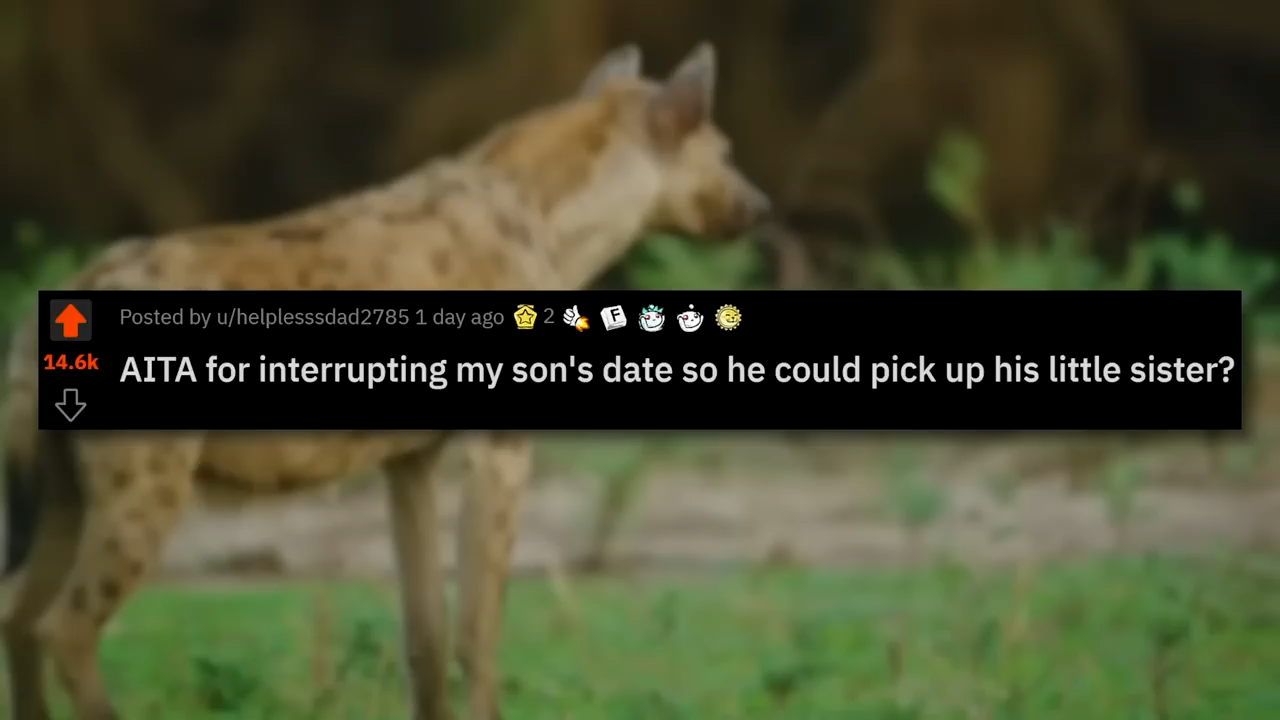 Posted by u/helplesssdad2785 1 day ago 2
14.6k
AITA for interrupting my son's date so he could pick up his little sister?